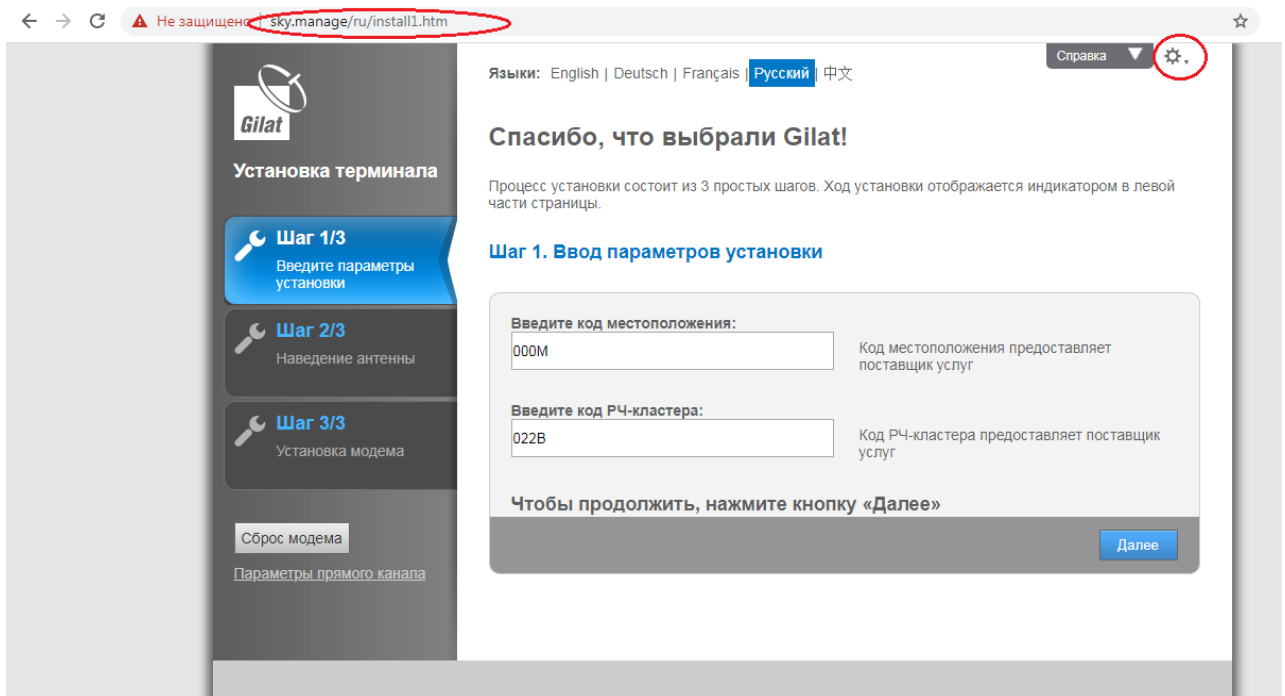 Не защищено | sky.manage/ru/install1.htm
Справка
Языки: English | Deutsch | Français | Русский | 中文
Gilat
Установка терминала
Спасибо, что выбрали Gilat!
Процесс установки состоит из 3 простых шагов. Ход установки отображается индикатором в левой
части страницы.
Шаг 1/3
Введите параметры
установки
Шаг 2/3
Наведение антенны
Шаг 3/3
Установка модема
Сброс модема
Параметры прямого канала
Шаг 1. Ввод параметров установки
Введите код местоположения:
000M
Код местоположения предоставляет
поставщик услуг
Введите код РЧ-кластера:
022B
Код РЧ-кластера предоставляет поставщик
услуг
Чтобы продолжить, нажмите кнопку «Далее»
Далее